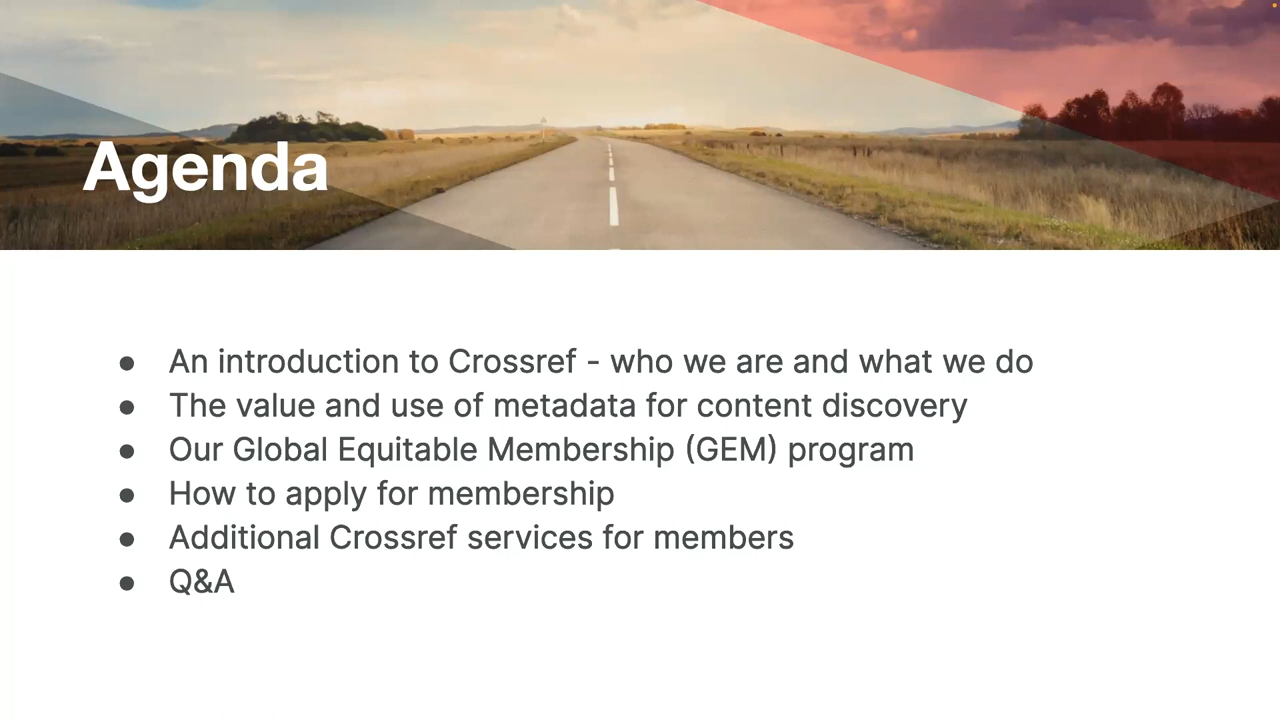 Agenda
● An introduction to Crossref - who we are and what we do
● The value and use of metadata for content discovery
● Our Global Equitable Membership (GEM) program
● How to apply for membership
● Additional Crossref services for members
● Q&A